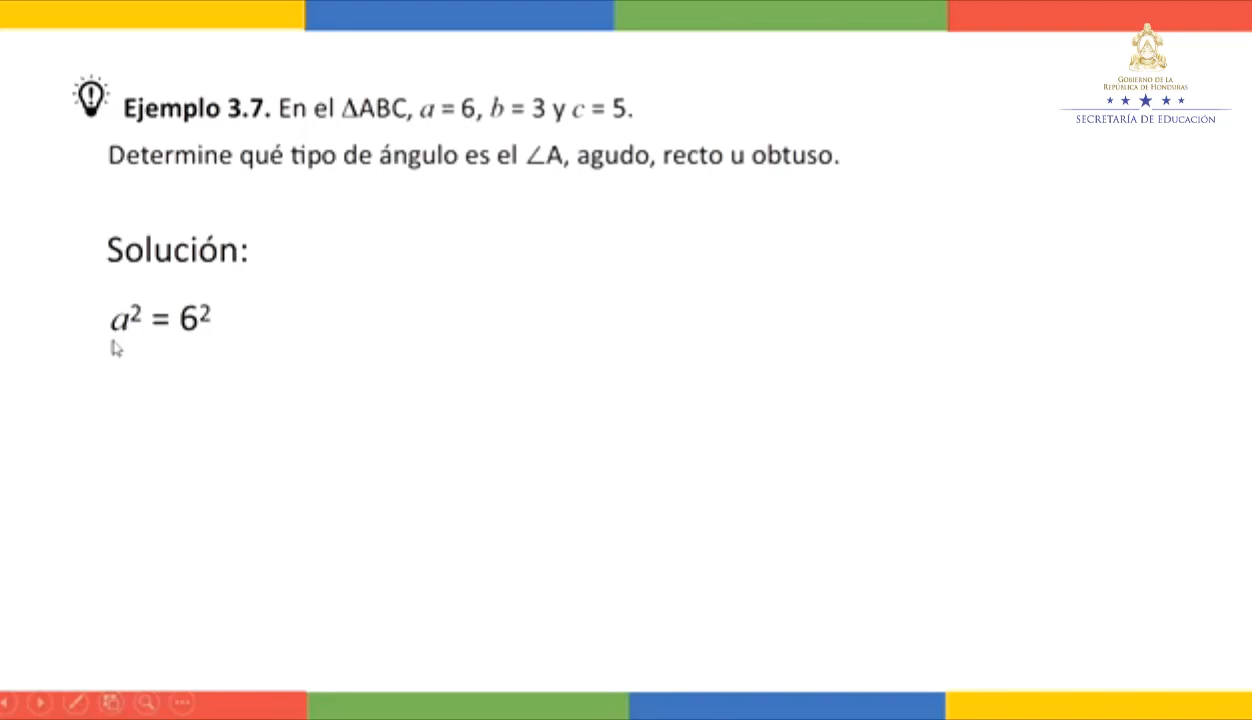 Ejemplo 3.7. En el ΔABC, a = 6, b = 3 y c = 5.
Determine qué tipo de ángulo es el ∠A, agudo, recto u obtuso.
Solución:
a² = 6²
GOBIERNO DE LA
REPÚBLICA DE HONDURAS
SECRETARÍA DE EDUCACIÓN